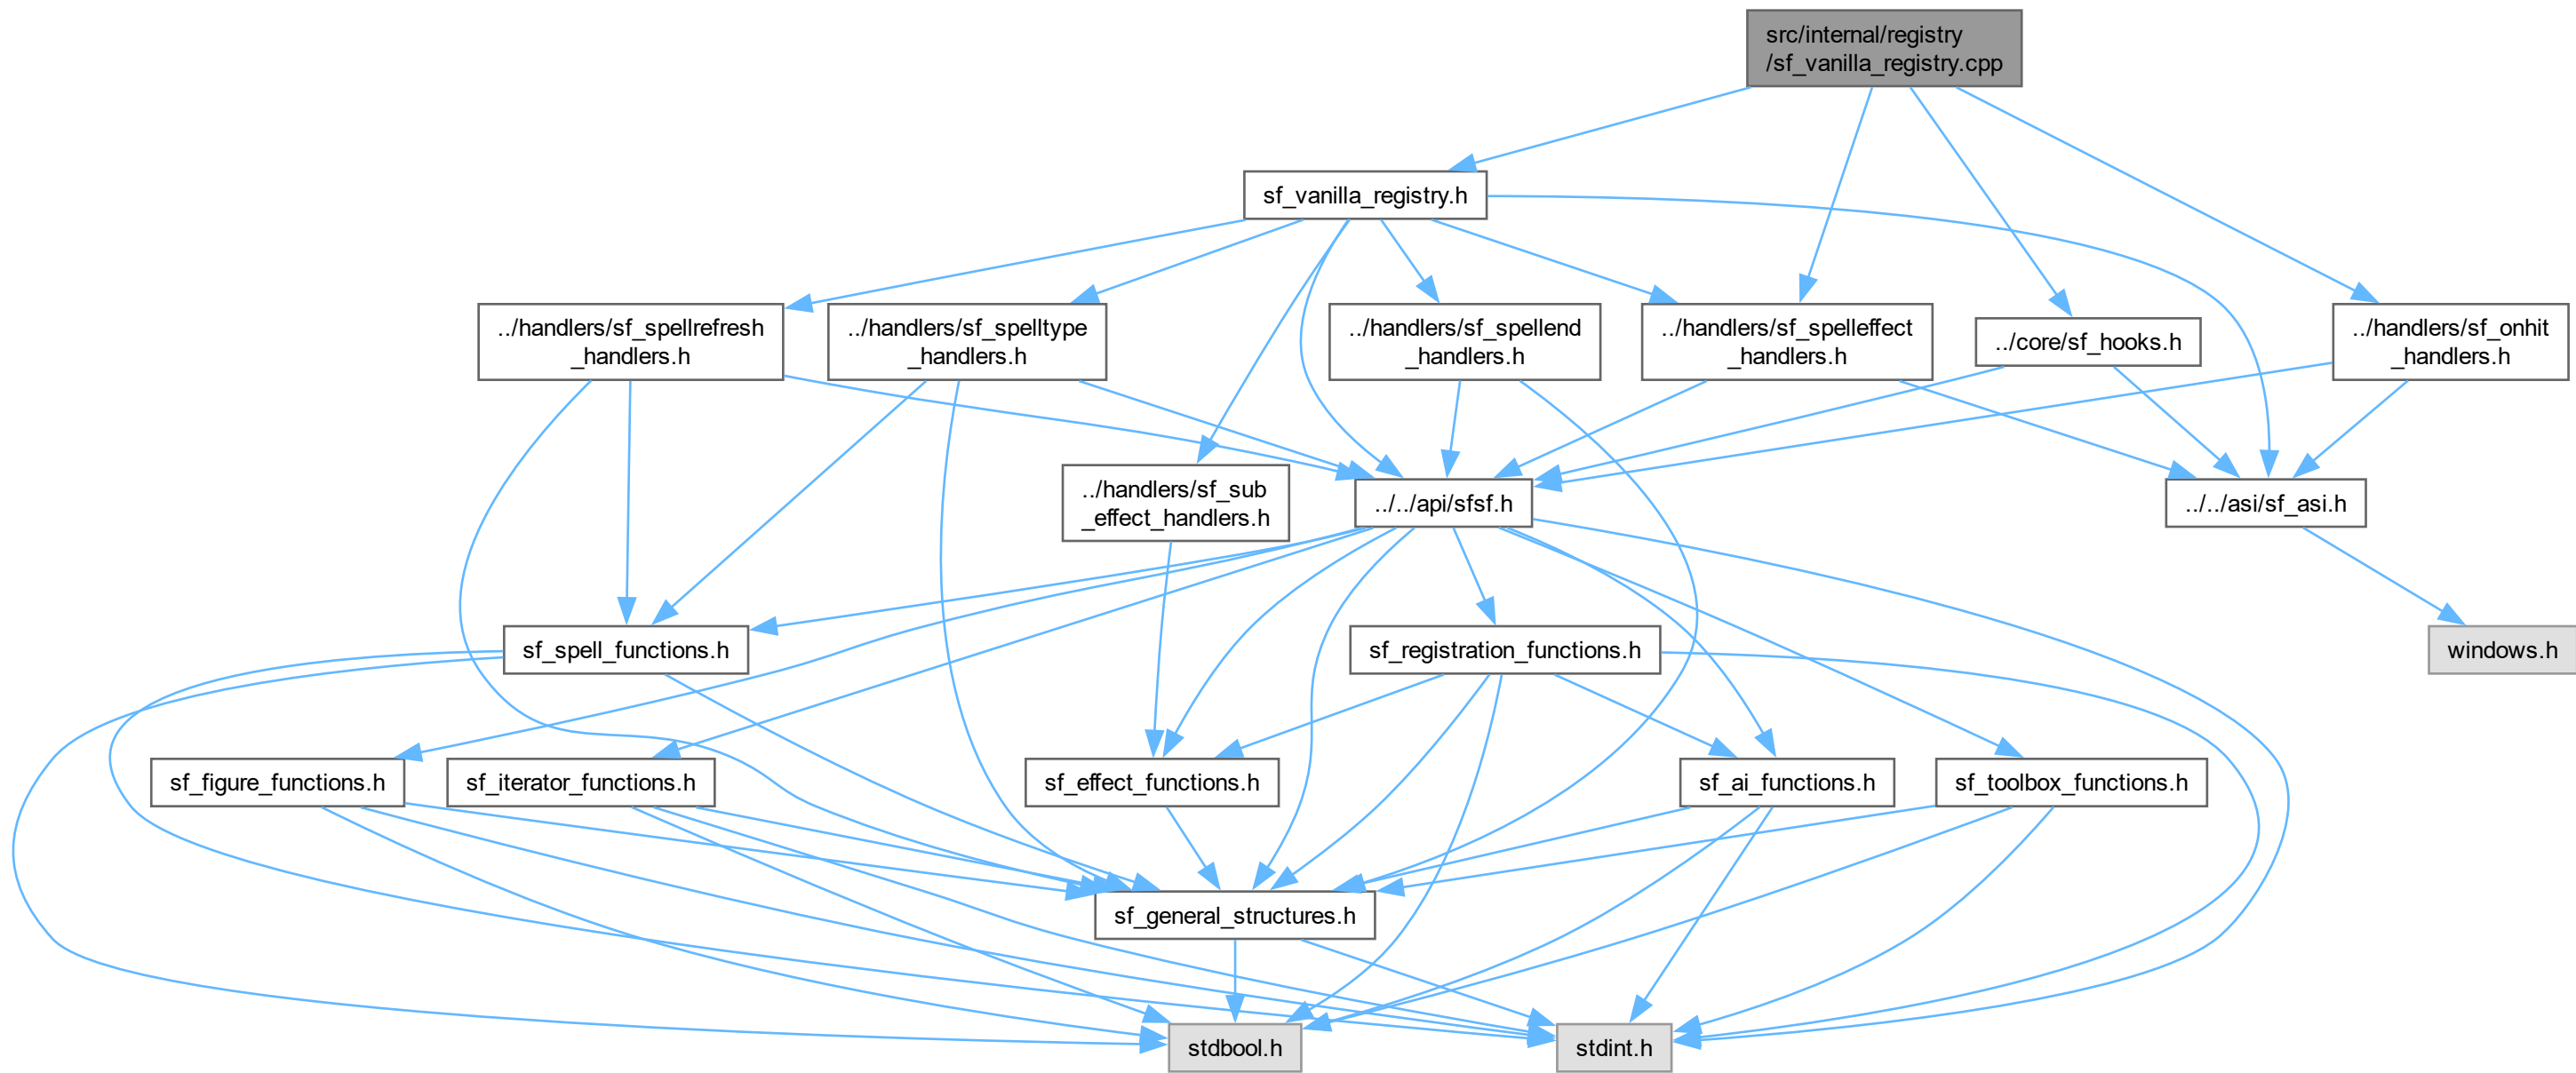 src/internal/registry
/sf_vanilla_registry.cpp
sf_vanilla_registry.h
../handlers/sf_spellrefresh
_handlers.h
../handlers/sf_spelltype
_handlers.h
../handlers/sf_spellend
_handlers.h
../handlers/sf_spelleffect
_handlers.h
../core/sf_hooks.h
../handlers/sf_onhit
_handlers.h
../handlers/sf_sub
_effect_handlers.h
../../api/sfsf.h
../../asi/sf_asi.h
sf_spell_functions.h
sf_registration_functions.h
windows.h
sf_figure_functions.h
sf_iterator_functions.h
sf_effect_functions.h
sf_ai_functions.h
sf_toolbox_functions.h
sf_general_structures.h
stdbool.h
stdint.h